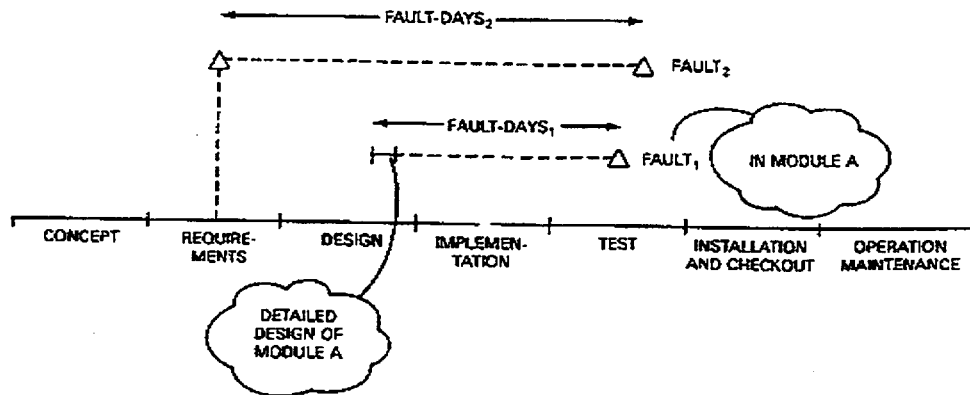 FAULT-DAYS2
FAULT2
FAULT-DAYS1
FAULT1
IN MODULE A
CONCEPT
REQUIRE-
MENTS
DESIGN
IMPLEMEN-
TATION
TEST
INSTALLATION
AND CHECKOUT
OPERATION
MAINTENANCE
DETAILED
DESIGN OF
MODULE A